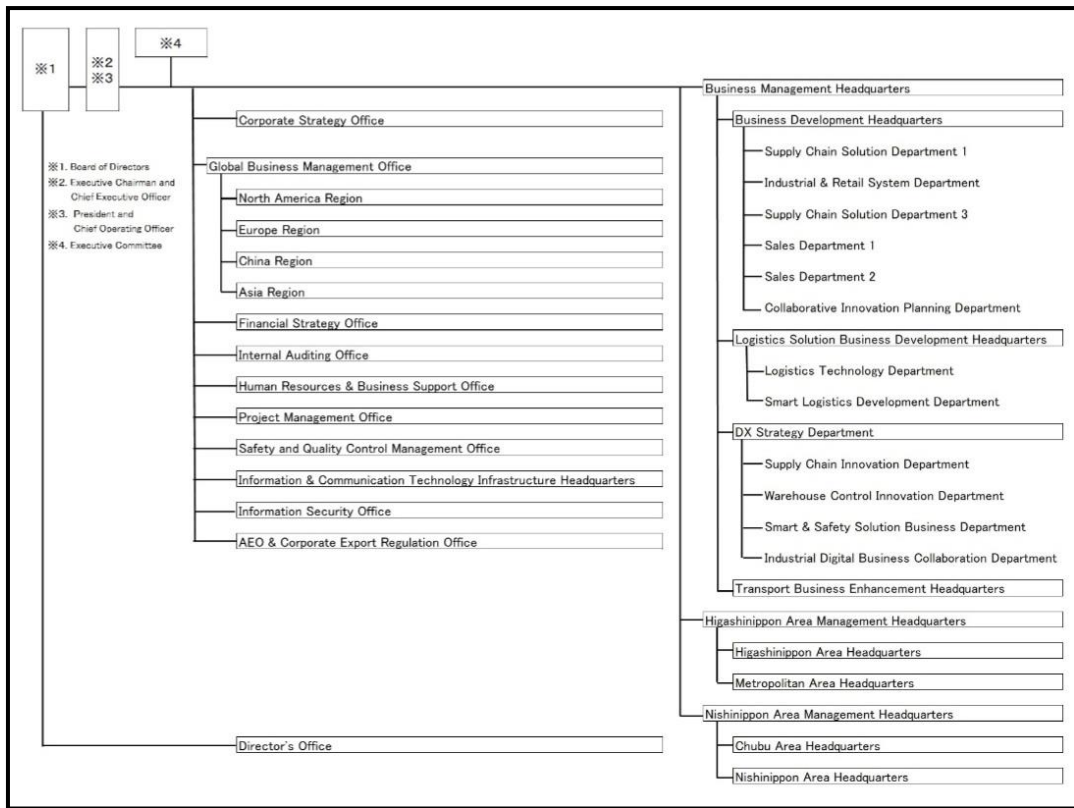 ※1
※2
※3
※4
※1. Board of Directors
※2. Executive Chairman and
Chief Executive Officer
※3. President and
Chief Operating Officer
※4. Executive Committee
Corporate Strategy Office
Global Business Management Office
North America Region
Europe Region
China Region
Asia Region
Financial Strategy Office
Internal Auditing Office
Human Resources & Business Support Office
Project Management Office
Safety and Quality Control Management Office
Information & Communication Technology Infrastructure Headquarters
Information Security Office
AEO & Corporate Export Regulation Office
Director's Office
Business Management Headquarters
Business Development Headquarters
Supply Chain Solution Department 1
Industrial & Retail System Department
Supply Chain Solution Department 3
Sales Department 1
Sales Department 2
Collaborative Innovation Planning Department
Logistics Solution Business Development Headquarters
Logistics Technology Department
Smart Logistics Development Department
DX Strategy Department
Supply Chain Innovation Department
Warehouse Control Innovation Department
Smart & Safety Solution Business Department
Industrial Digital Business Collaboration Department
Transport Business Enhancement Headquarters
Higashinippon Area Management Headquarters
Higashinippon Area Headquarters
Metropolitan Area Headquarters
Nishinippon Area Management Headquarters
Chubu Area Headquarters
Nishinippon Area Headquarters